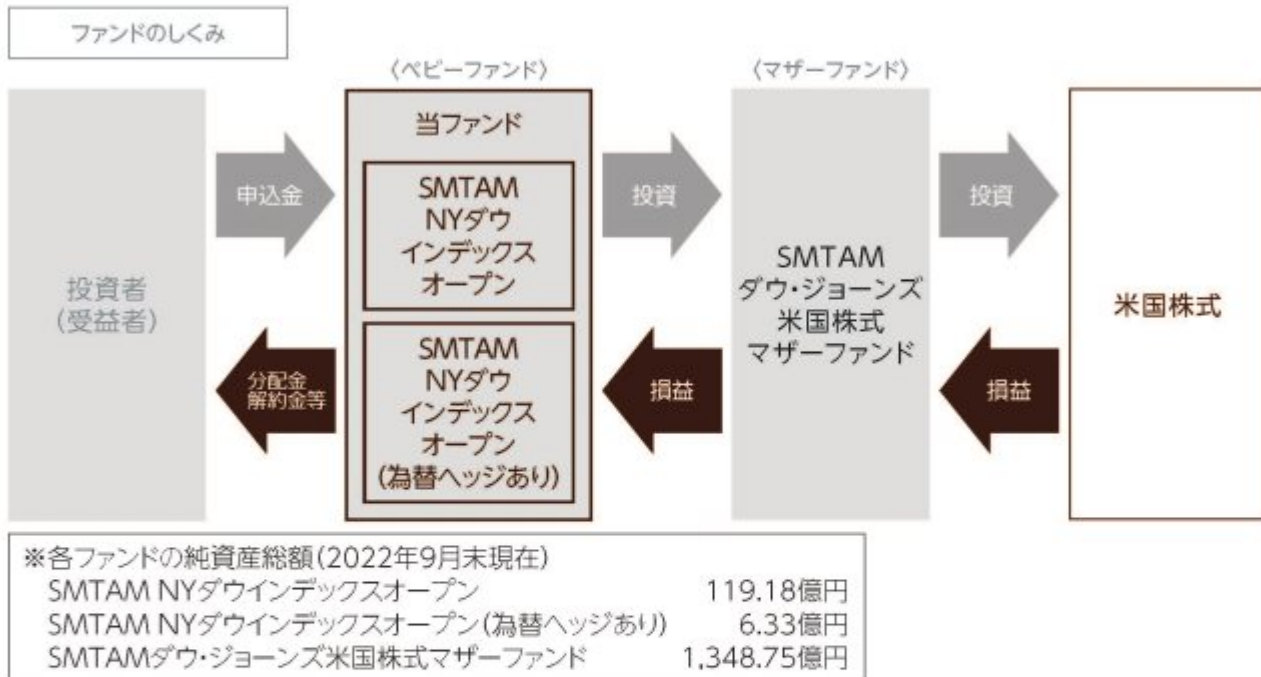 ファンドのしくみ
〈ベビーファンド〉
〈マザーファンド〉
投資者
(受益者)
申込金
分配金
解約金等
当ファンド
SMTAM
NYダウ
インデックス
オープン
SMTAM
NYダウ
インデックス
オープン
(為替ヘッジあり)
投資
損益
SMTAM
ダウ・ジョーンズ
米国株式
マザーファンド
投資
損益
米国株式
※各ファンドの純資産総額(2022年9月末現在)
SMTAM NYダウインデックスオープン 119.18億円
SMTAM NYダウインデックスオープン(為替ヘッジあり) 6.33億円
SMTAMダウ・ジョーンズ米国株式マザーファンド 1,348.75億円